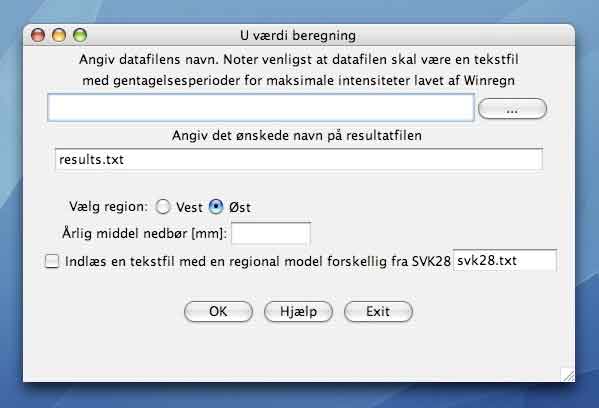 U værdi beregning
Angiv datafilens navn. Noter venligst at datafilen skal være en tekstfil
med gentagelsesperioder for maksimale intensiteter lavet af Winregn
...
Angiv det ønskede navn på resultatfilen
results.txt
Vælg region: Vest Øst
Årlig middel nedbør [mm]:
Indlæs en tekstfil med en regional model forskellig fra SVK28 svk28.txt
OK Hjælp Exit